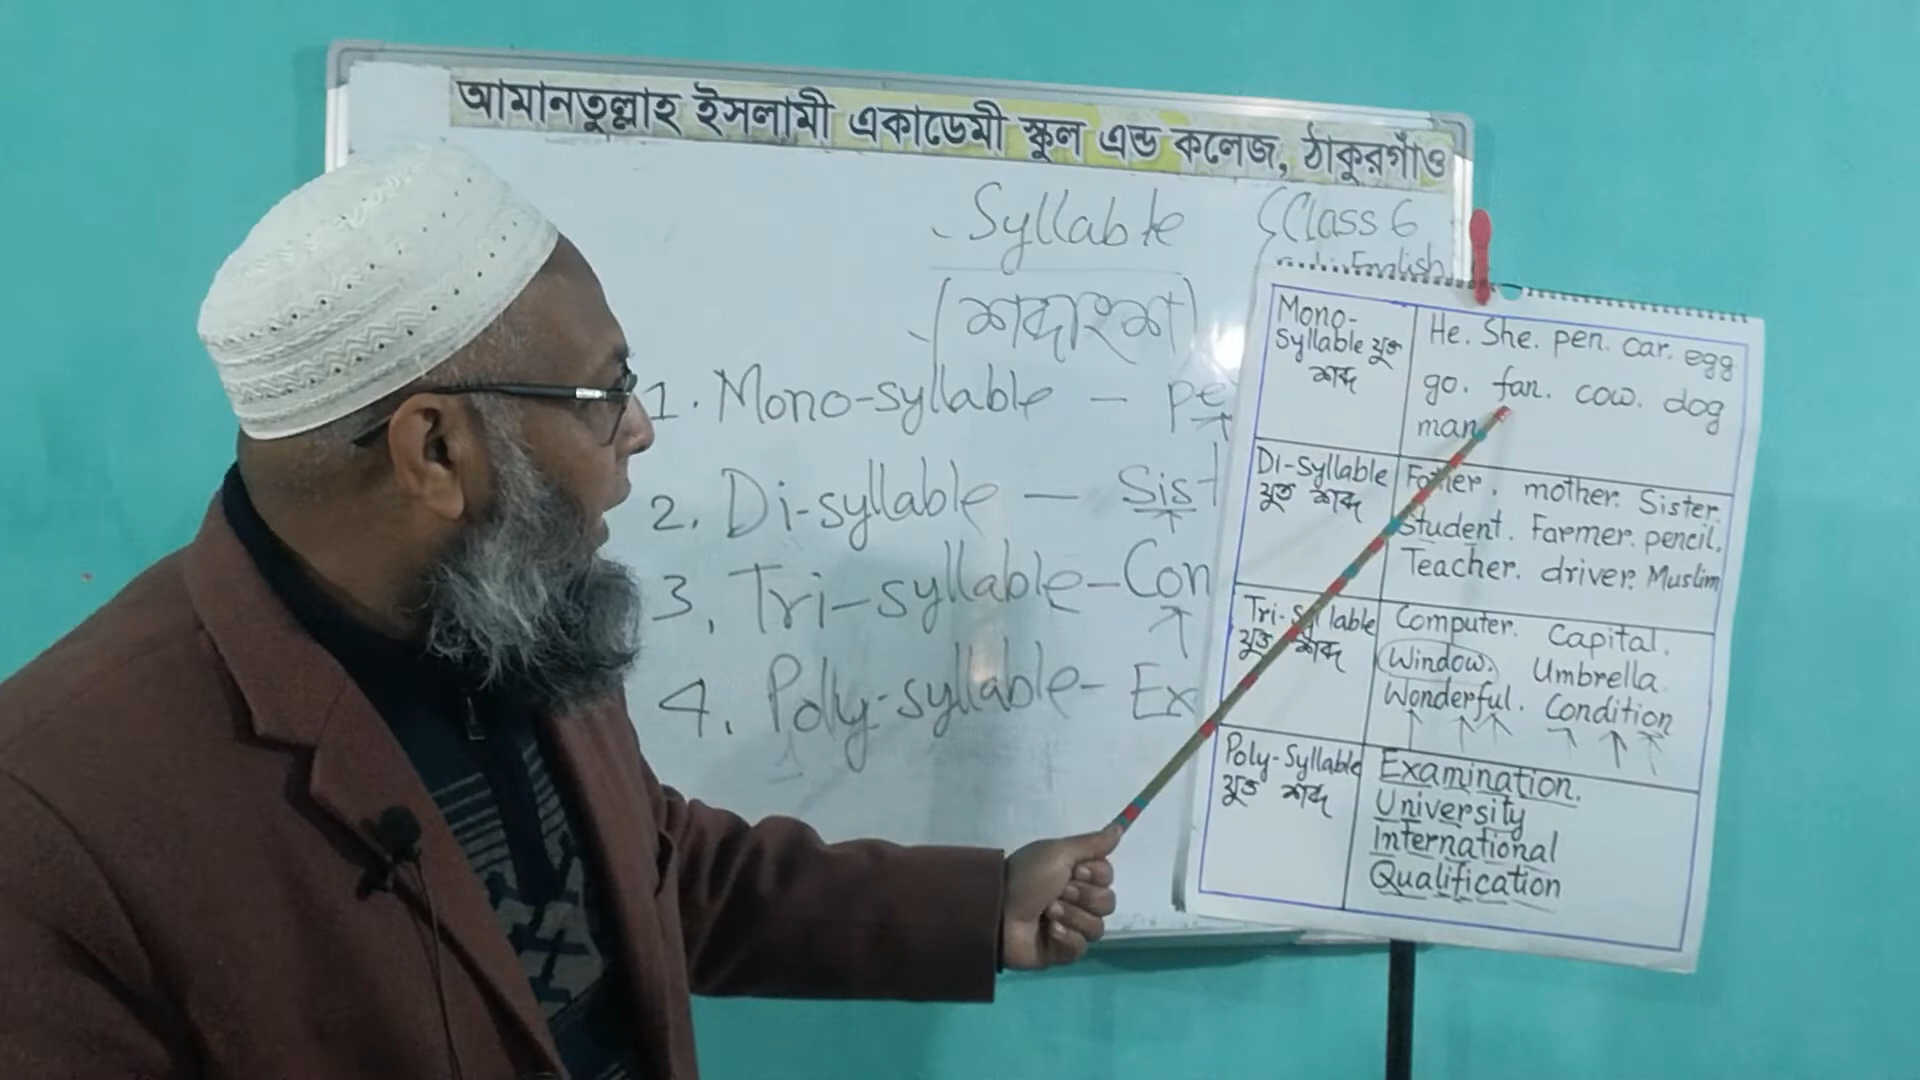 আমানতুল্লাহ ইসলামী একাডেমী স্কুল এন্ড কলেজ, ঠাকুরগাঁও
Syllable
(শব্দাংশ)
Class 6
English
1. Mono-syllable - pe
2. Di-syllable - Sist
3. Tri-syllable-Con
4. Poly-syllable- Ex
Mono-
Syllable যুক্ত
শব্দ
He. She. pen. car. egg
go. fan. cow. dog
man.
Di-syllable
যুক্ত শব্দ
Father. mother. Sister.
Student. Farmer. pencil.
Teacher. driver. Muslim
Tri-Syllable
যুক্ত শব্দ
Computer. Capital.
Window. Umbrella.
Wonderful. Condition
Poly-Syllable
যুক্ত শব্দ
Examination.
University
International
Qualification